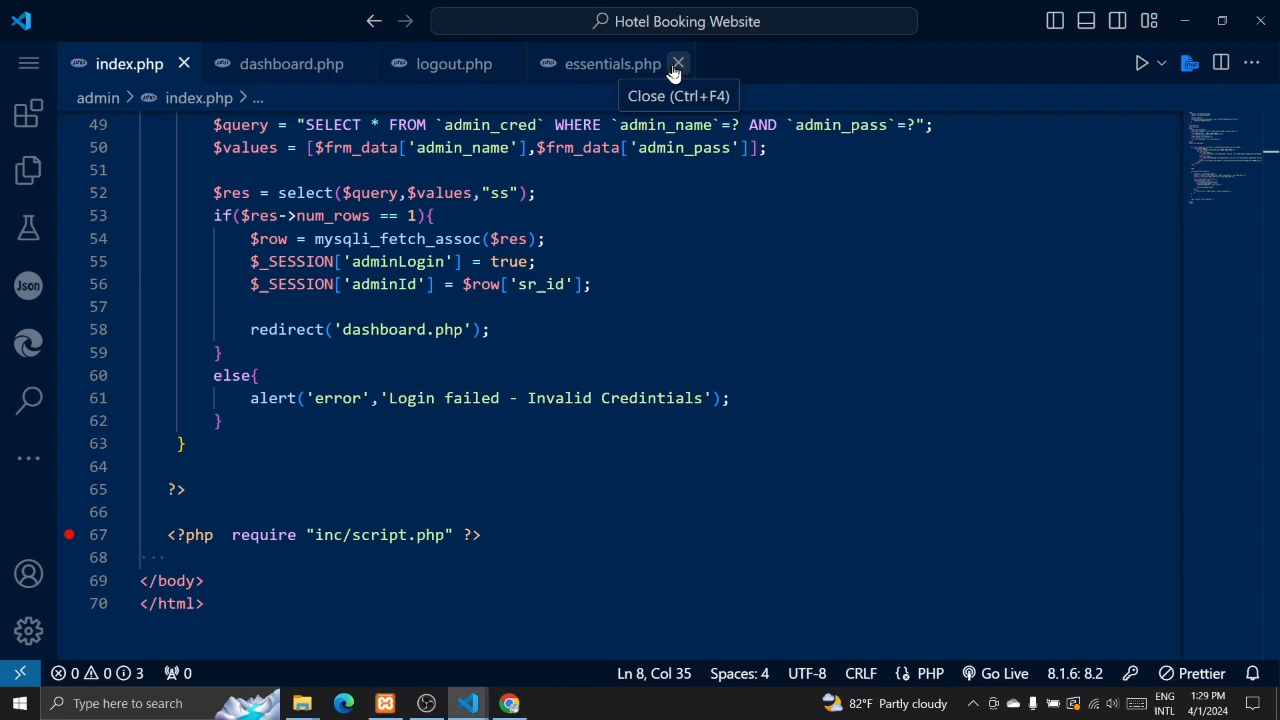 Hotel Booking Website
index.php
dashboard.php
logout.php
essentials.php
Close (Ctrl+F4)
admin > index.php > ...
49 $query = "SELECT * FROM `admin_cred` WHERE `admin_name`=? AND `admin_pass`=?";
50 $values = [$frm_data['admin_name'],$frm_data['admin_pass']];
51
52 $res = select($query,$values,"ss");
53 if($res->num_rows == 1){
54 $row = mysqli_fetch_assoc($res);
55 $_SESSION['adminLogin'] = true;
56 $_SESSION['adminId'] = $row['sr_id'];
57
58 redirect('dashboard.php');
59 }
60 else{
61 alert('error','Login failed - Invalid Credintials');
62 }
63 }
64
65 ?>
66
67 <?php  require "inc/script.php" ?>
68
69 </body>
70 </html>
Json
0 0 3 0 Ln 8, Col 35 Spaces: 4 UTF-8 CRLF PHP Go Live 8.1.6: 8.2 Prettier
Type here to search
82°F Partly cloudy
ENG
INTL
1:29 PM
4/1/2024